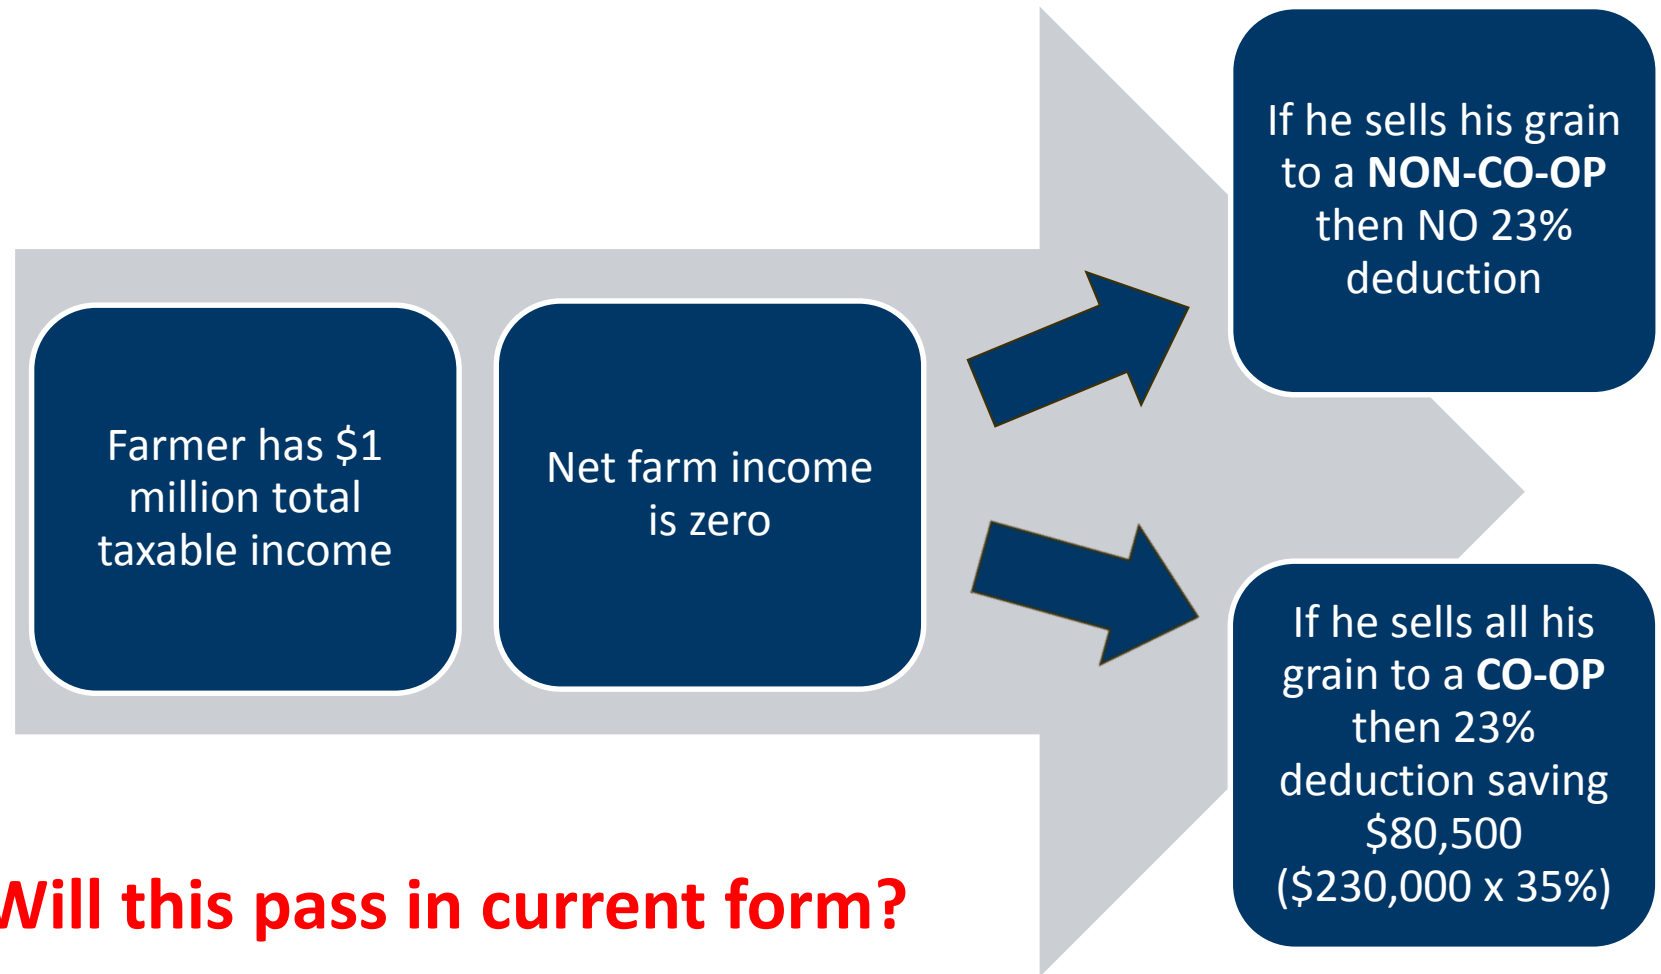 Farmer has $1
million total
taxable income
Net farm income
is zero
If he sells his grain
to a NON-CO-OP
then NO 23%
deduction
If he sells all his
grain to a CO-OP
then 23%
deduction saving
$80,500
($230,000 x 35%)
Will this pass in current form?